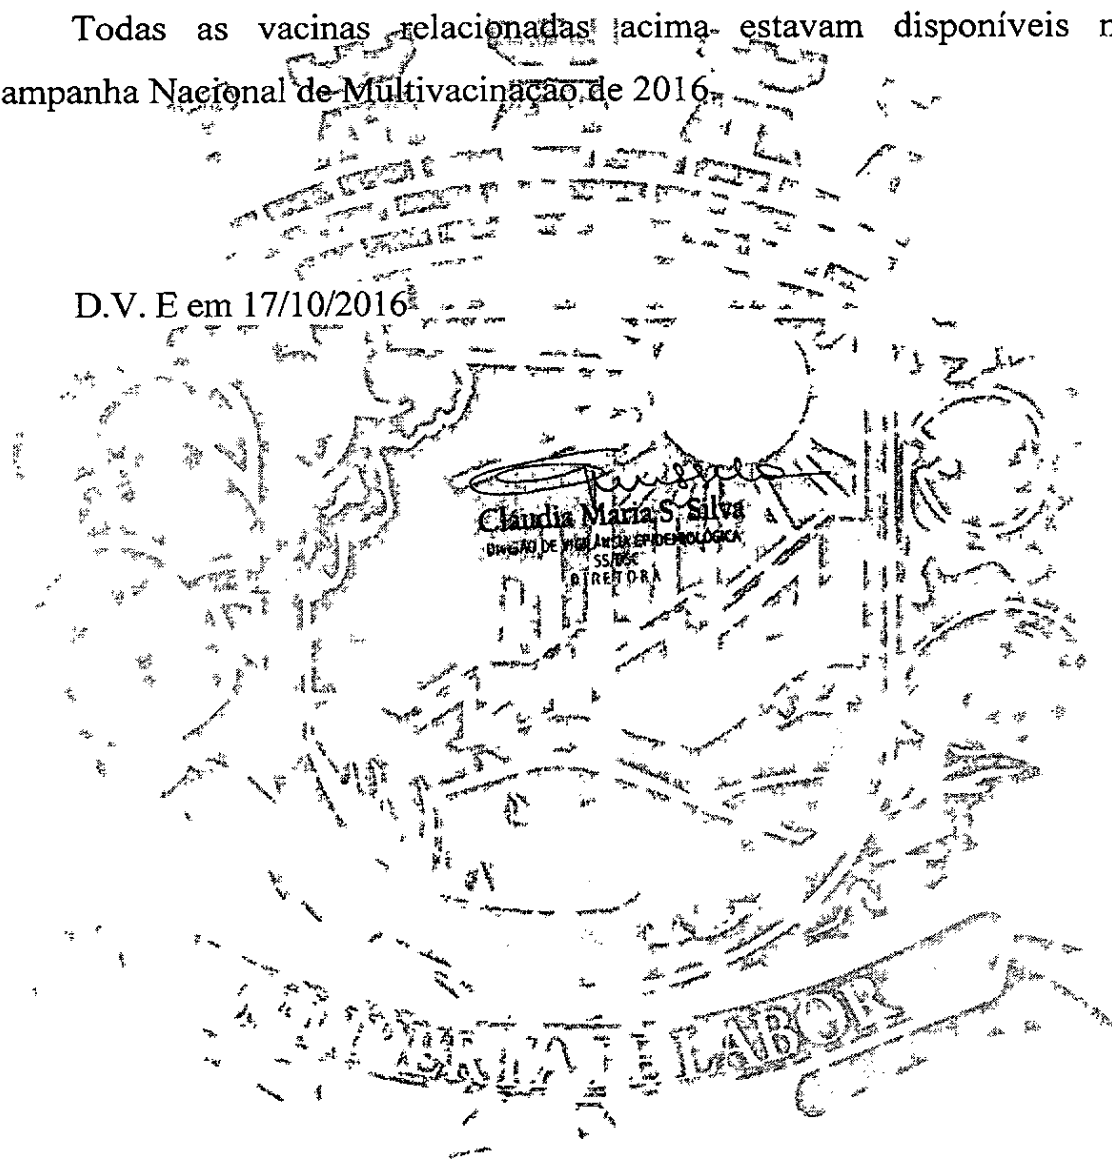 Todas as vacinas relacionadas acima estavam disponíveis n
ampanha Nacional de Multivacinação de 2016.
D.V. E em 17/10/2016
Claudia Maria S. Silva
DIVISÃO DE VIGILÂNCIA EPIDEMIOLÓGICA
SS/DSC
DIRETORA
LABOR